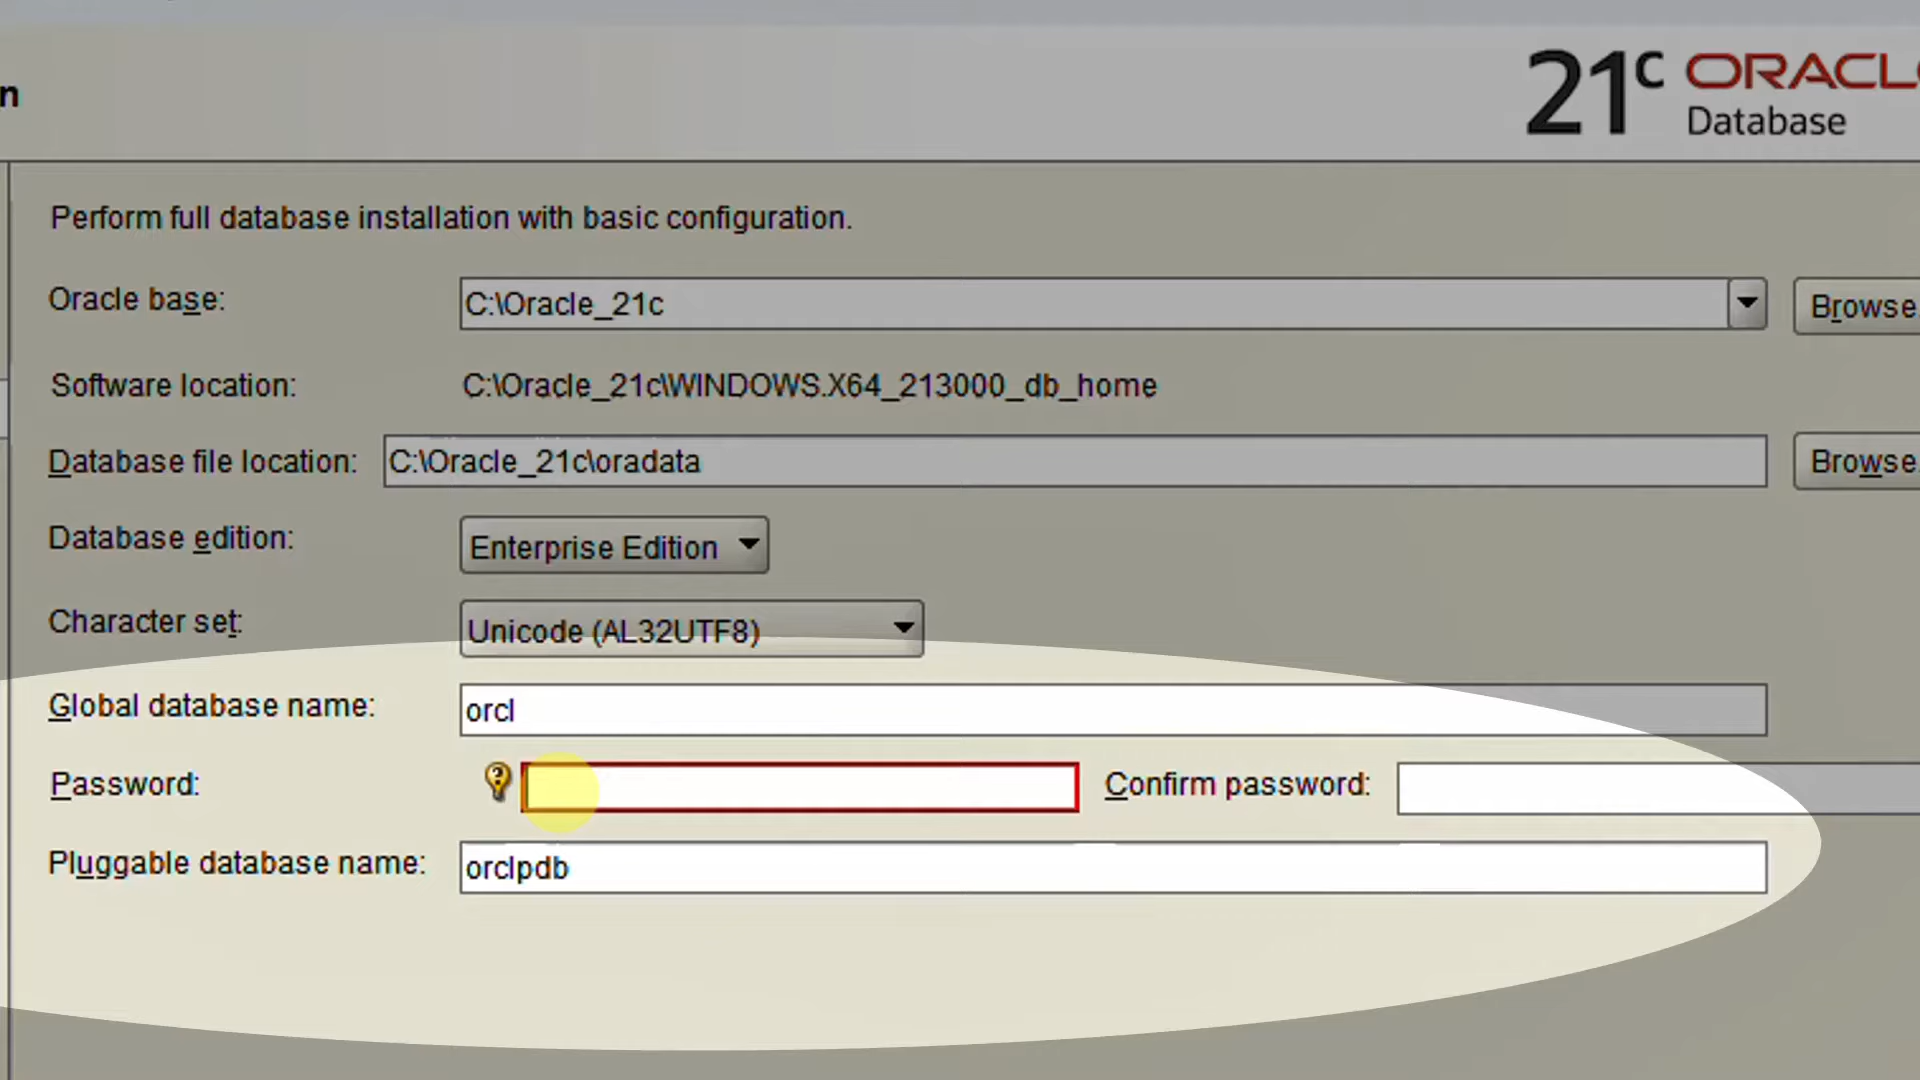 n
21c ORACL
Database
Perform full database installation with basic configuration.
Oracle base: C:\Oracle_21c Browse.
Software location: C:\Oracle_21c\WINDOWS.X64_213000_db_home
Database file location: C:\Oracle_21c\oradata Browse.
Database edition: Enterprise Edition
Character set: Unicode (AL32UTF8)
Global database name: orcl
Password: Confirm password:
Pluggable database name: orclpdb